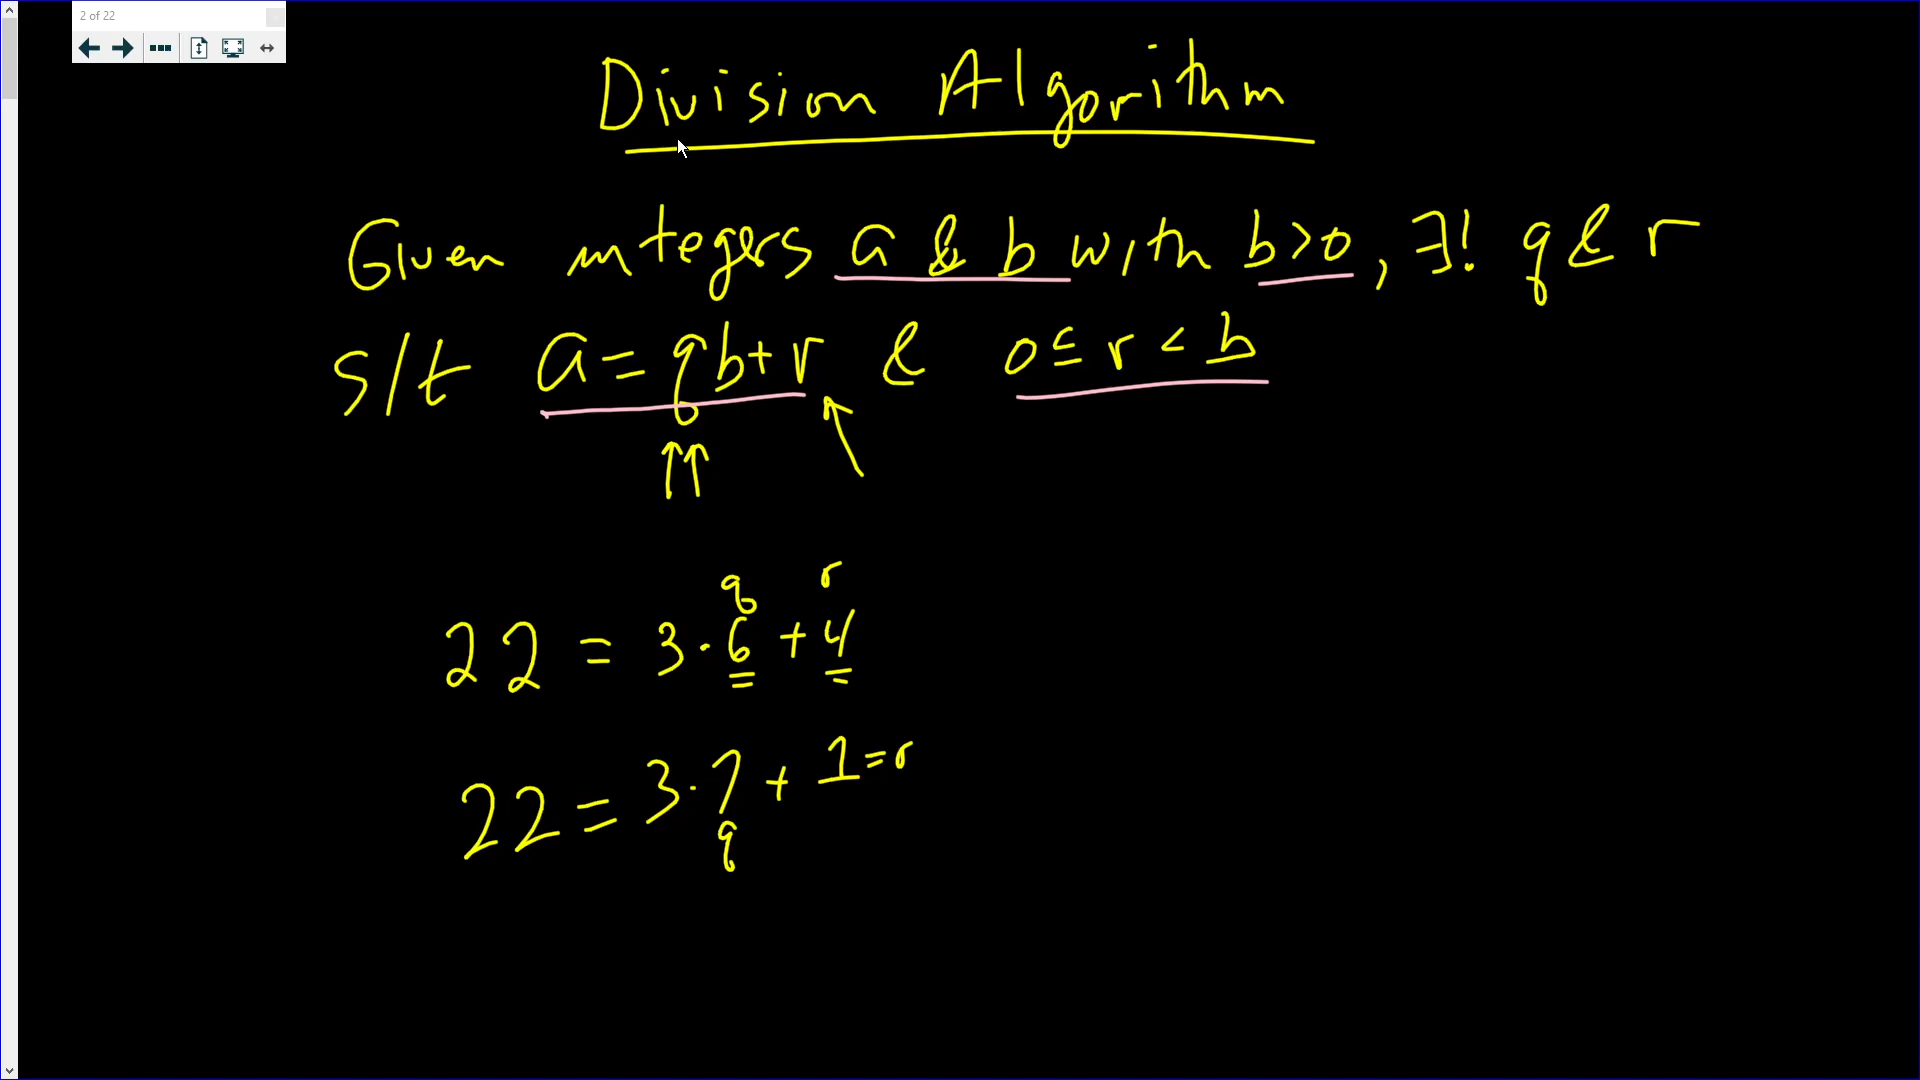 2 of 22
Division Algorithm
Given integers a & b with b>0, ∃! q & r
s/t a = qb + r & 0 ≤ r < b
q r
22 = 3·6 + 4
22 = 3·7 + 1 = r
q